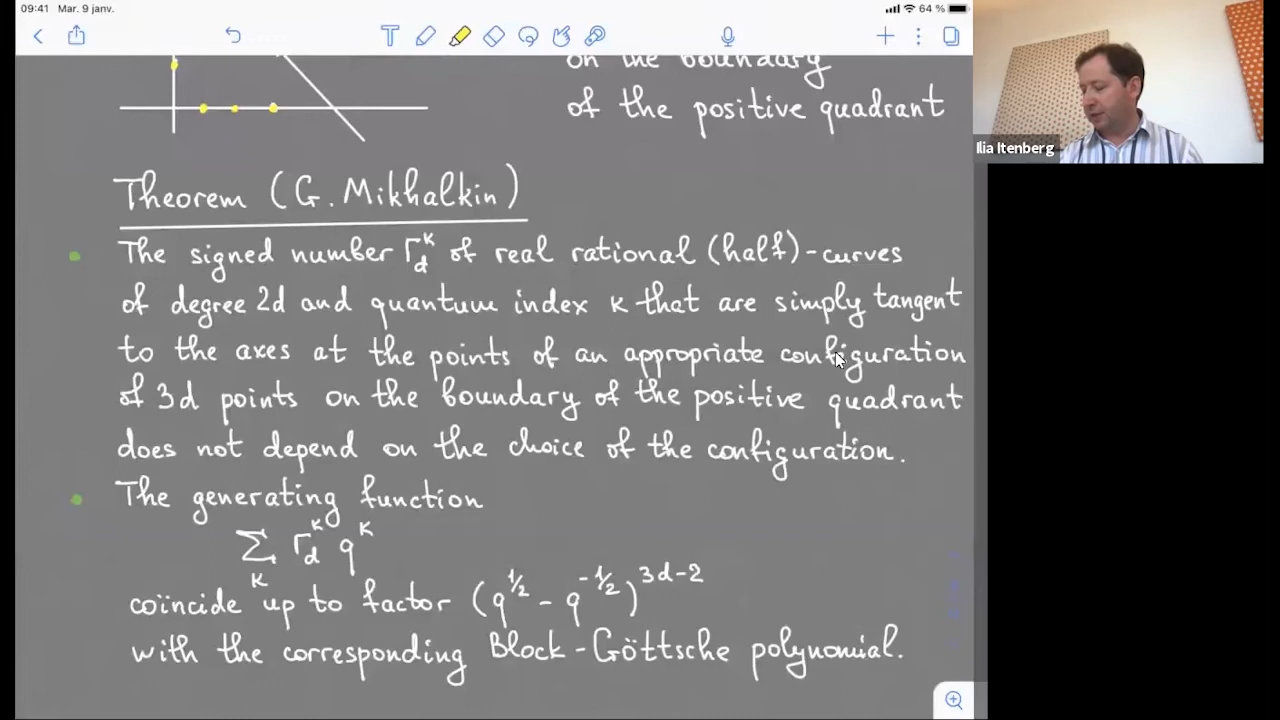 09:41 Mar. 9 janv.
64 %
on the boundary
of the positive quadrant
Ilia Itenberg
Theorem (G. Mikhalkin)
• The signed number Γ_d^κ of real rational (half)-curves
of degree 2d and quantum index κ that are simply tangent
to the axes at the points of an appropriate configuration
of 3d points on the boundary of the positive quadrant
does not depend on the choice of the configuration.
• The generating function
∑_κ Γ_d^κ q^κ
coïncide up to factor (q^{1/2} - q^{-1/2})^{3d-2}
with the corresponding Block-Göttsche polynomial.